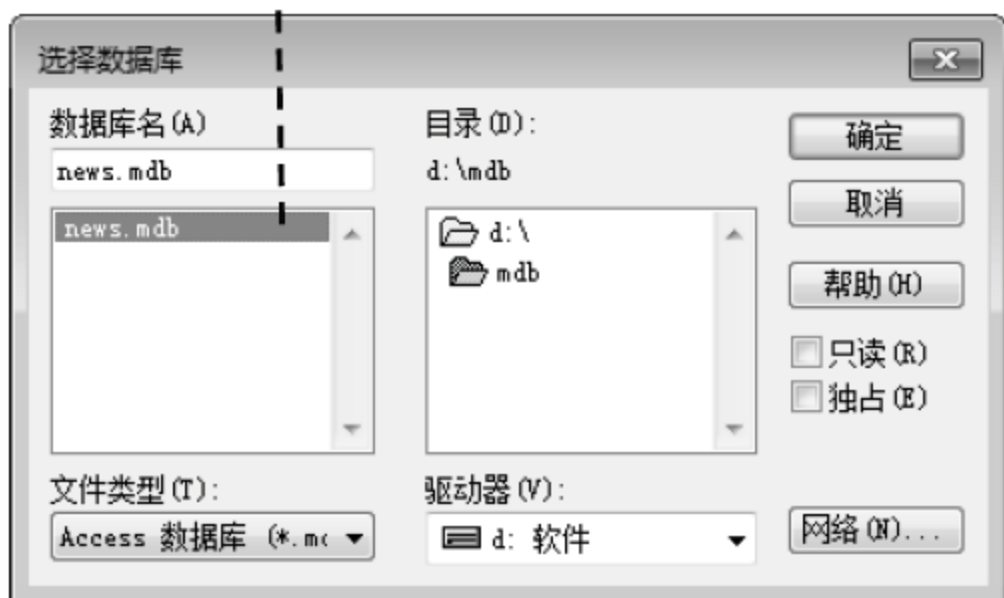 选择数据库
数据库名(A)
news.mdb
news.mdb
文件类型(T):
Access 数据库 (*.m
目录(D):
d:\mdb
d:\
mdb
驱动器(V):
d: 软件
确定
取消
帮助(H)
只读(R)
独占(E)
网络(N)...